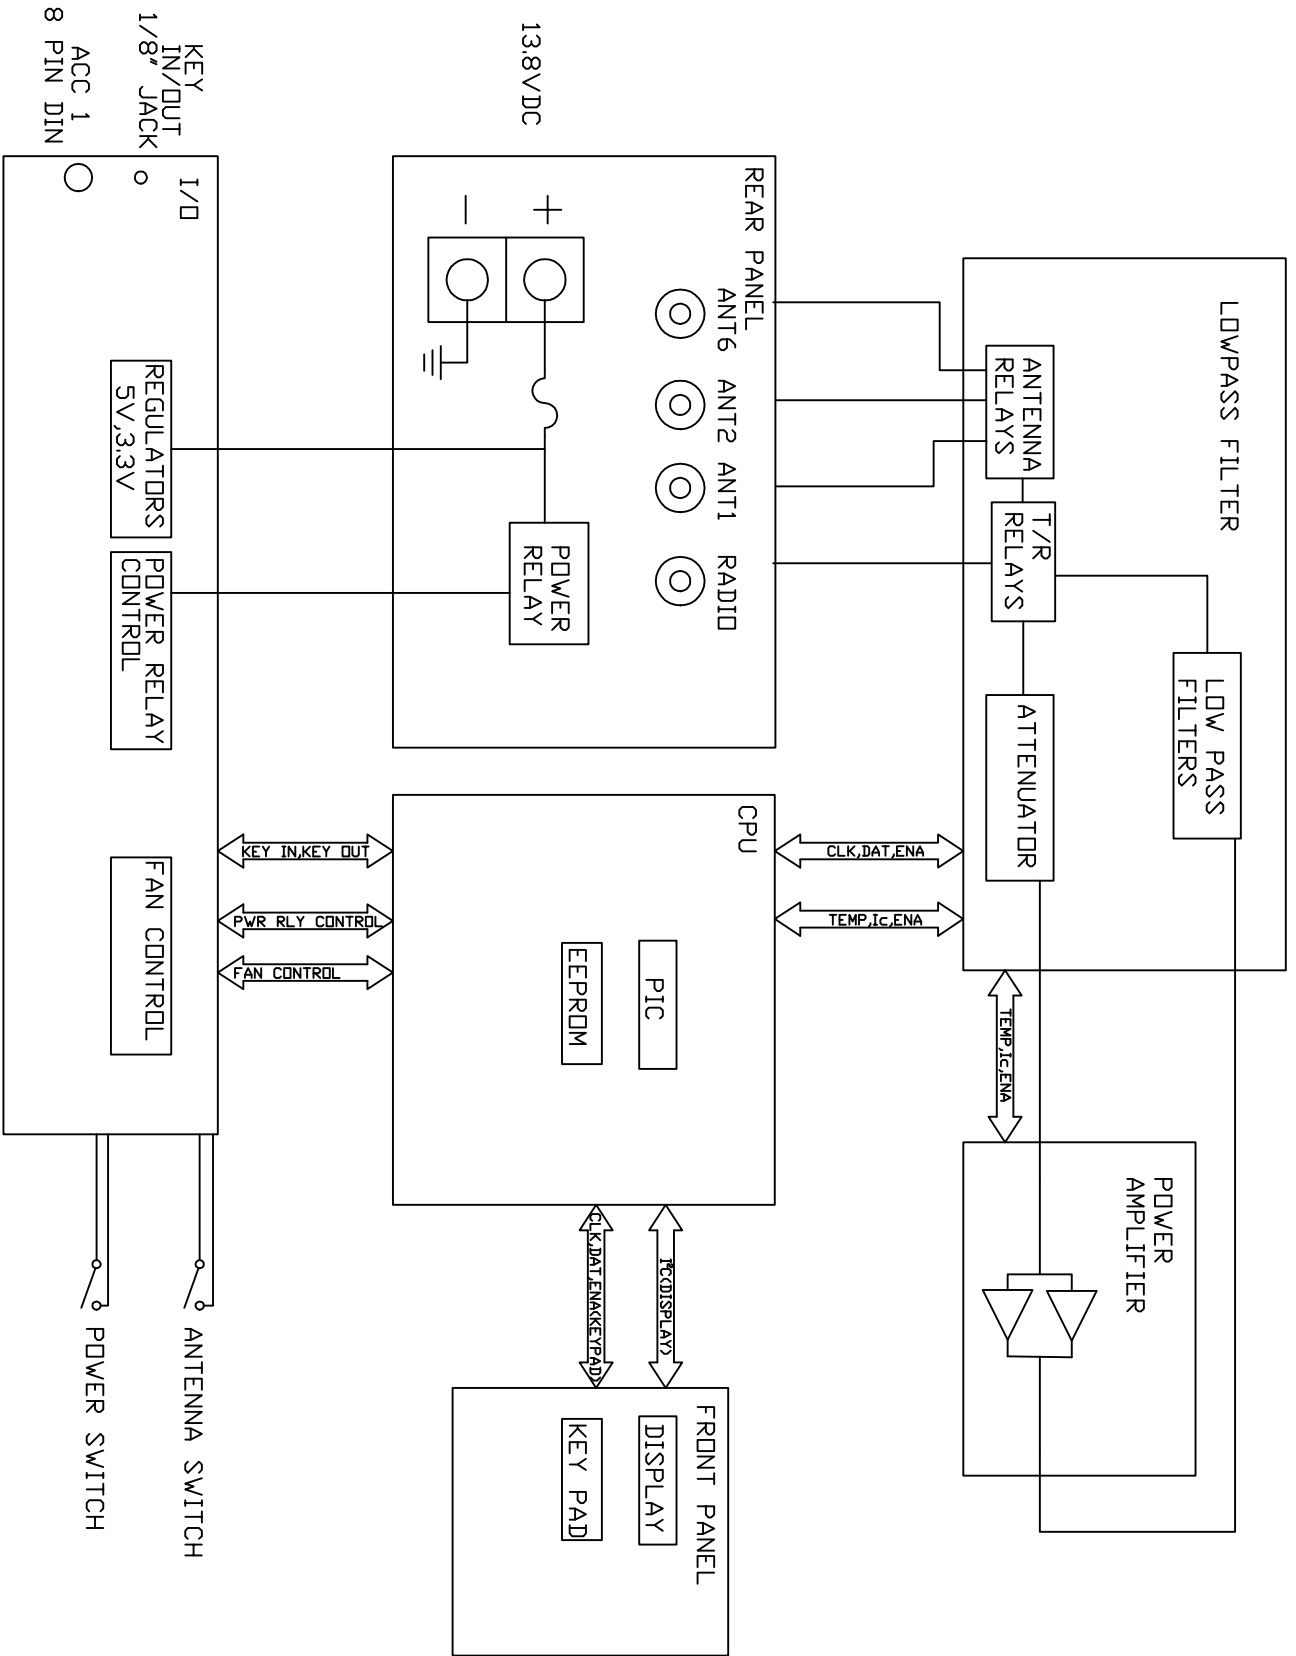 LOWPASS FILTER
ANTENNA
RELAYS
T/R
RELAYS
LOW PASS
FILTERS
ATTENUATOR
TEMP,Ic,ENA
POWER
AMPLIFIER
CLK,DAT,ENA
TEMP,Ic,ENA
REAR PANEL
ANT6
ANT2
ANT1
RADIO
13.8VDC
+
-
POWER
RELAY
CPU
PIC
EEPROM
I²C(DISPLAY)
CLK,DAT,ENA(KEYPAD)
FRONT PANEL
DISPLAY
KEY PAD
KEY IN,KEY OUT
PWR RLY CONTROL
FAN CONTROL
KEY
IN/OUT
1/8" JACK
ACC 1
8 PIN DIN
I/O
REGULATORS
5V,3.3V
POWER RELAY
CONTROL
FAN CONTROL
ANTENNA SWITCH
POWER SWITCH